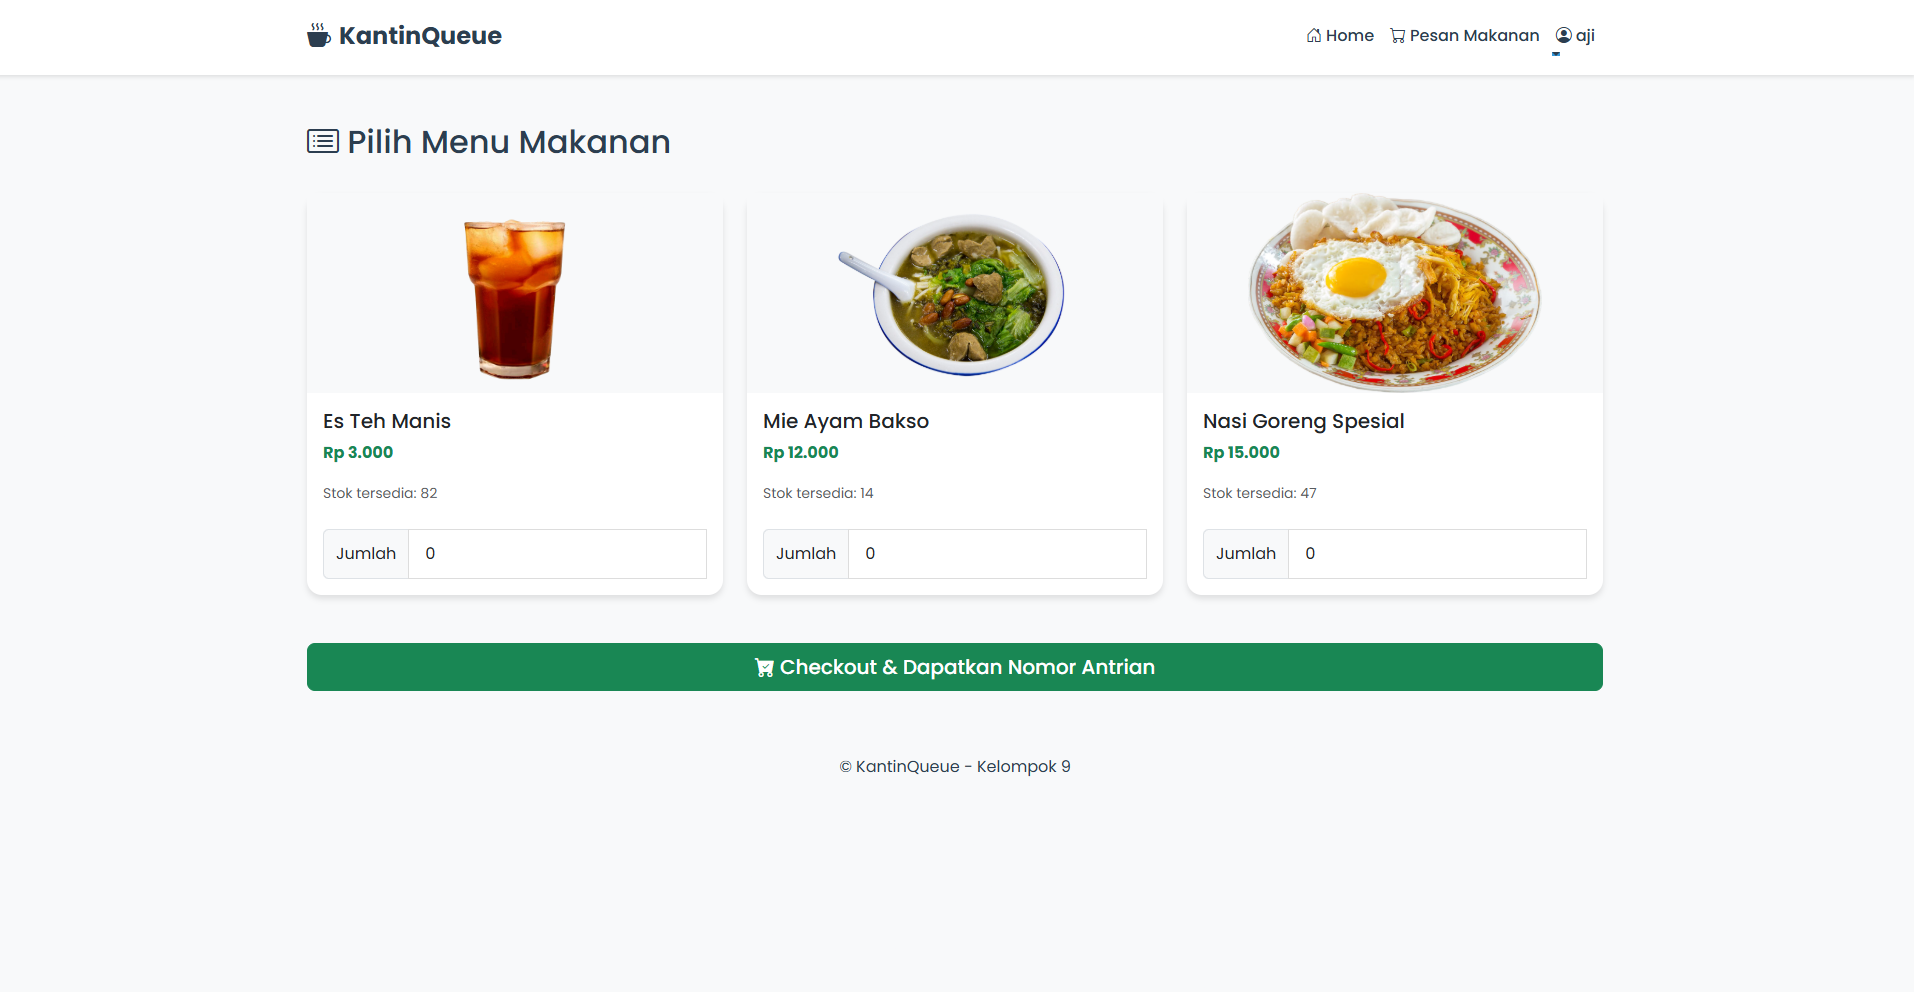 KantinQueue
Home
Pesan Makanan
aji
Pilih Menu Makanan
Es Teh Manis
Rp 3.000
Stok tersedia: 82
Jumlah
0
Mie Ayam Bakso
Rp 12.000
Stok tersedia: 14
Jumlah
0
Nasi Goreng Spesial
Rp 15.000
Stok tersedia: 47
Jumlah
0
Checkout & Dapatkan Nomor Antrian
© KantinQueue - Kelompok 9